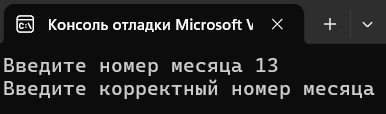 Консоль отладки Microsoft V
Введите номер месяца 13
Введите корректный номер месяца